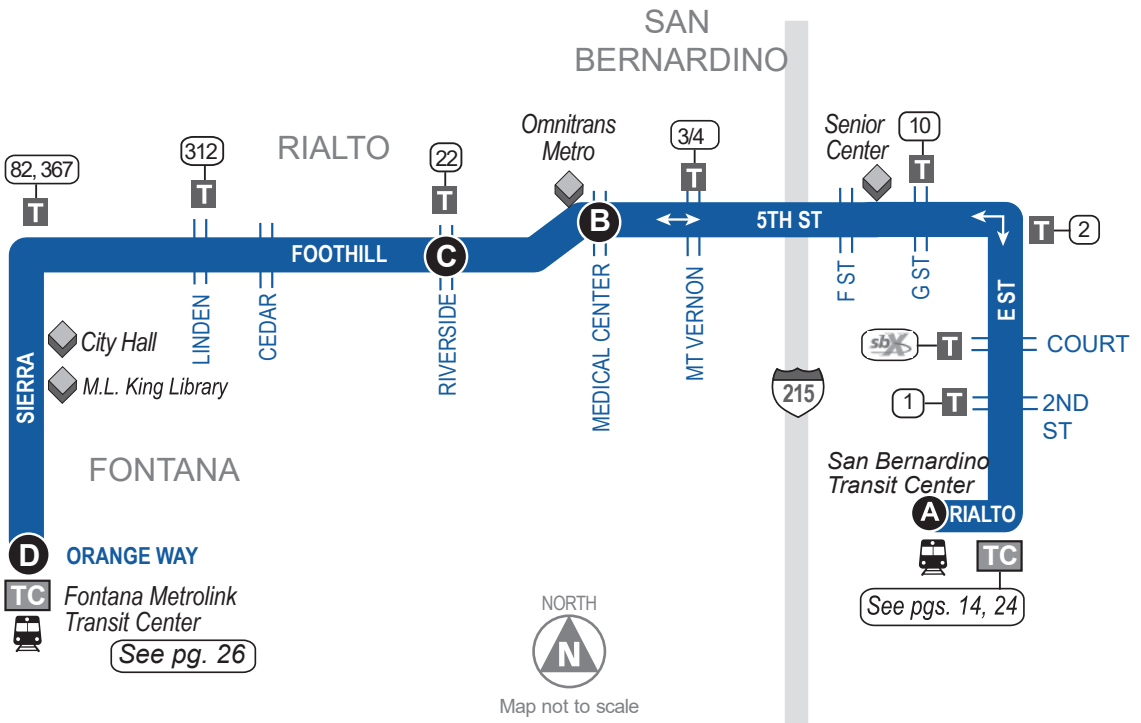 SAN
BERNARDINO
RIALTO
82, 367
T
312
T
22
T
Omnitrans
Metro
3/4
T
Senior
Center
10
T
FOOTHILL
C
B
5TH ST
T
2
LINDEN
CEDAR
RIVERSIDE
MEDICAL CENTER
MT VERNON
F ST
G ST
E ST
SIERRA
City Hall
M.L. King Library
sbX
T
COURT
215
1
T
2ND
ST
FONTANA
San Bernardino
Transit Center
A
RIALTO
D
ORANGE WAY
TC
Fontana Metrolink
Transit Center
See pg. 26
TC
See pgs. 14, 24
NORTH
N
Map not to scale